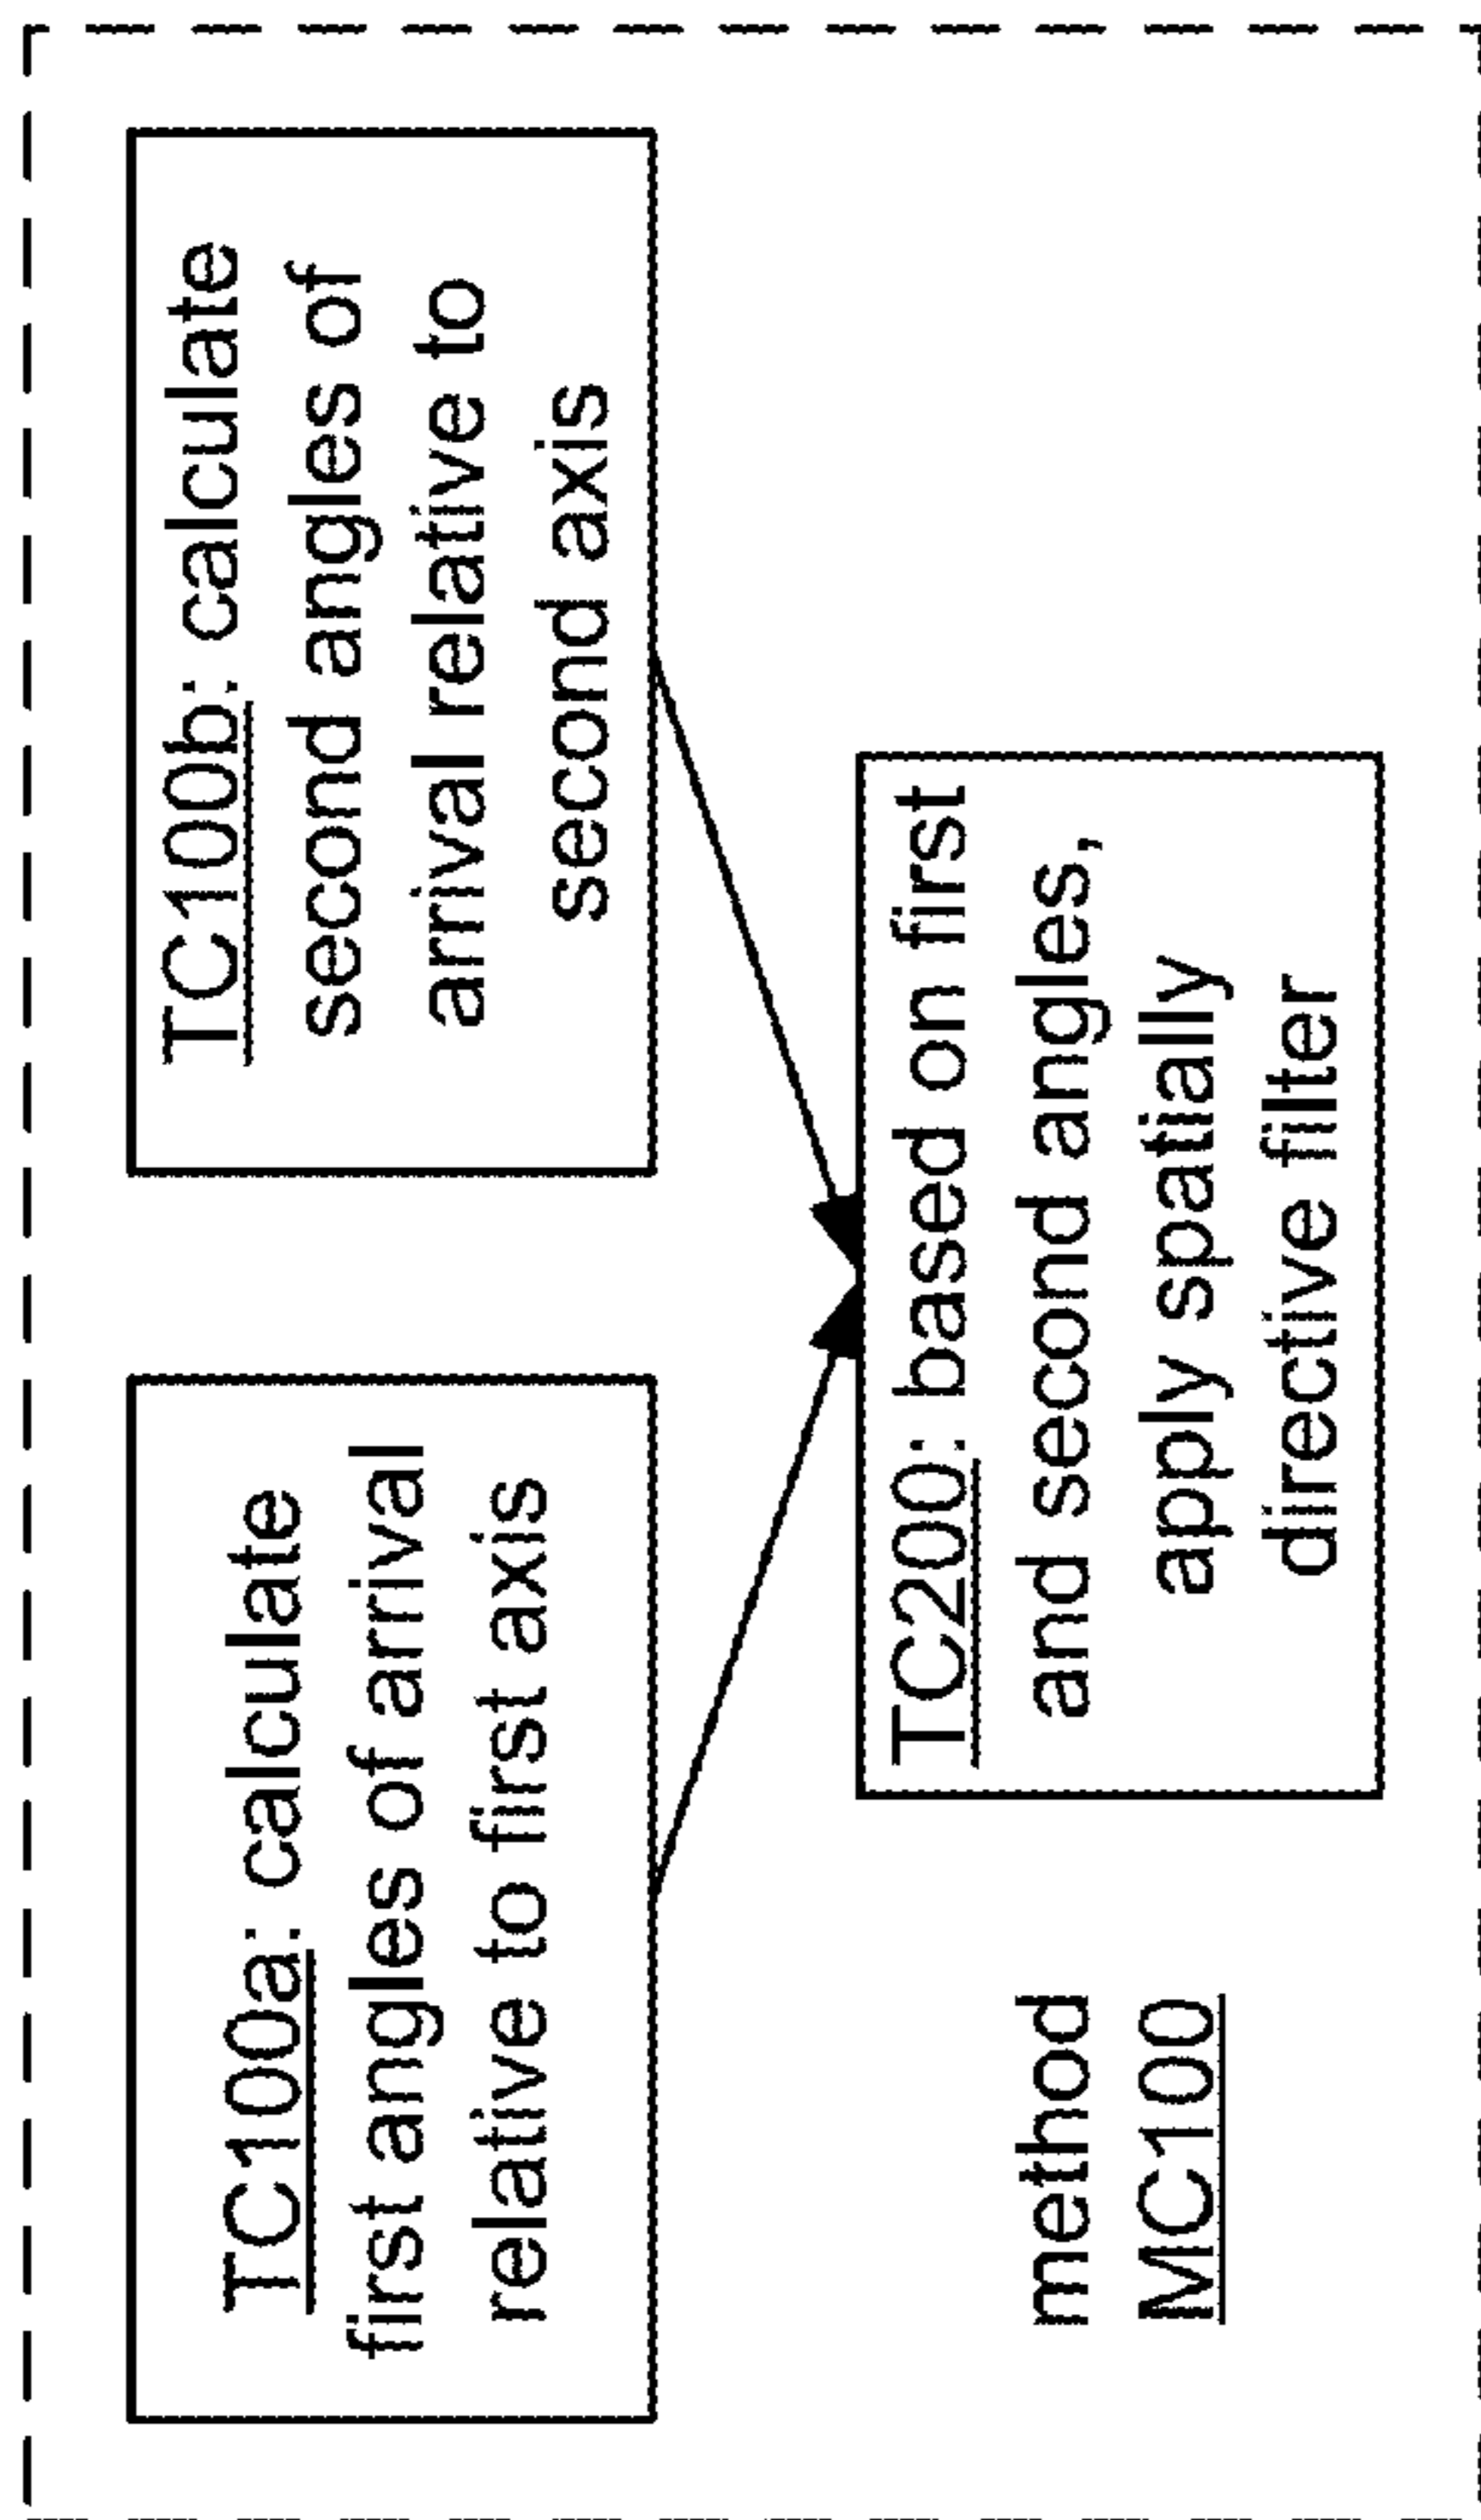 TC100a: calculate
first angles of arrival
relative to first axis
TC100b: calculate
second angles of
arrival relative to
second axis
TC200: based on first
and second angles,
apply spatially
directive filter
method
MC100